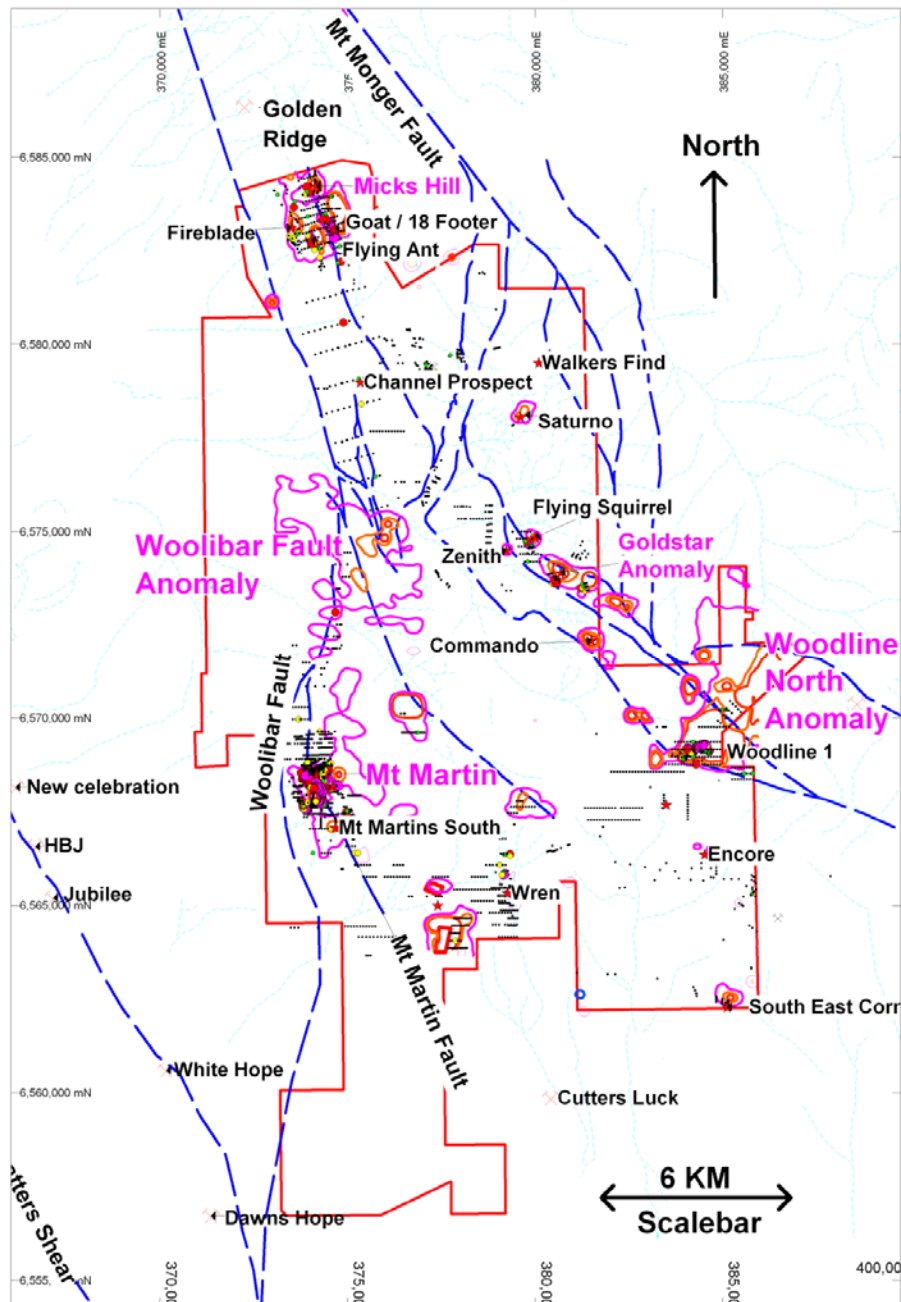 370,000 mE
375
380,000 mE
385,000 mE
Mt Monger Fault
Golden
Ridge
North
6,585,000 mN
Micks Hill
Goat / 18 Footer
Fireblade
Flying Ant
6,580,000 mN
Walkers Find
Channel Prospect
Saturno
6,575,000 mN
Flying Squirrel
Woolibar Fault
Anomaly
Zenith
Goldstar
Anomaly
Commando
Woodline
North
Anomaly
6,570,000 mN
Woolibar Fault
Woodline 1
New celebration
Mt Martin
Mt Martins South
HBJ
Encore
Jubilee
Wren
6,565,000 mN
Mt Martin Fault
South East Corr
White Hope
6,560,000 mN
Cutters Luck
6 KM
Scalebar
Dawns Hope
otters Shear
6,555,
370,00
375,00
380,00
385,00
400,00